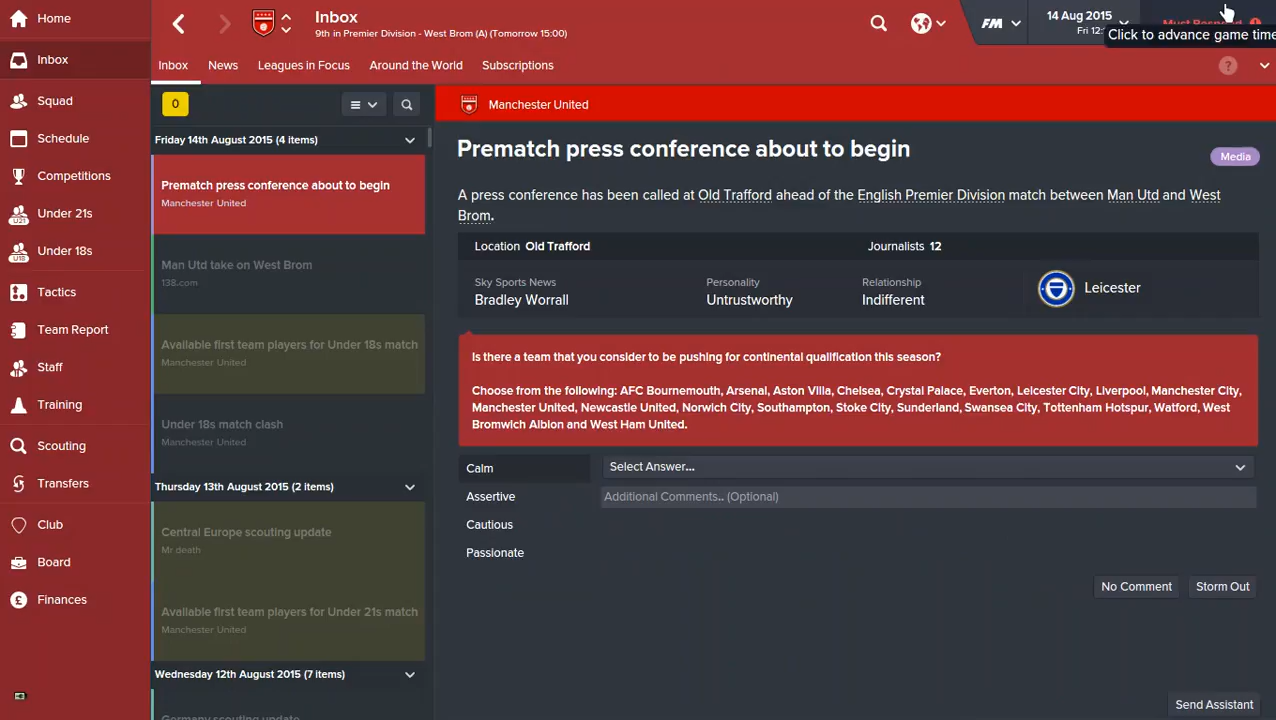 Home
Inbox
Squad
Schedule
Competitions
Under 21s
Under 18s
Tactics
Team Report
Staff
Training
Scouting
Transfers
Club
Board
Finances
Inbox
9th in Premier Division - West Brom (A) (Tomorrow 15:00)
FM
14 Aug 2015
Must Respond
Click to advance game time
Inbox
News
Leagues in Focus
Around the World
Subscriptions
0
Friday 14th August 2015 (4 items)
Prematch press conference about to begin
Manchester United
Man Utd take on West Brom
138.com
Available first team players for Under 18s match
Manchester United
Under 18s match clash
Manchester United
Thursday 13th August 2015 (2 items)
Central Europe scouting update
Mr death
Available first team players for Under 21s match
Manchester United
Wednesday 12th August 2015 (7 items)
Germany scouting update
Manchester United
Prematch press conference about to begin
Media
A press conference has been called at Old Trafford ahead of the English Premier Division match between Man Utd and West
Brom.
Location Old Trafford
Journalists 12
Sky Sports News
Bradley Worrall
Personality
Untrustworthy
Relationship
Indifferent
Leicester
Is there a team that you consider to be pushing for continental qualification this season?
Choose from the following: AFC Bournemouth, Arsenal, Aston Villa, Chelsea, Crystal Palace, Everton, Leicester City, Liverpool, Manchester City,
Manchester United, Newcastle United, Norwich City, Southampton, Stoke City, Sunderland, Swansea City, Tottenham Hotspur, Watford, West
Bromwich Albion and West Ham United.
Calm
Assertive
Cautious
Passionate
Select Answer...
Additional Comments.. (Optional)
No Comment
Storm Out
Send Assistant